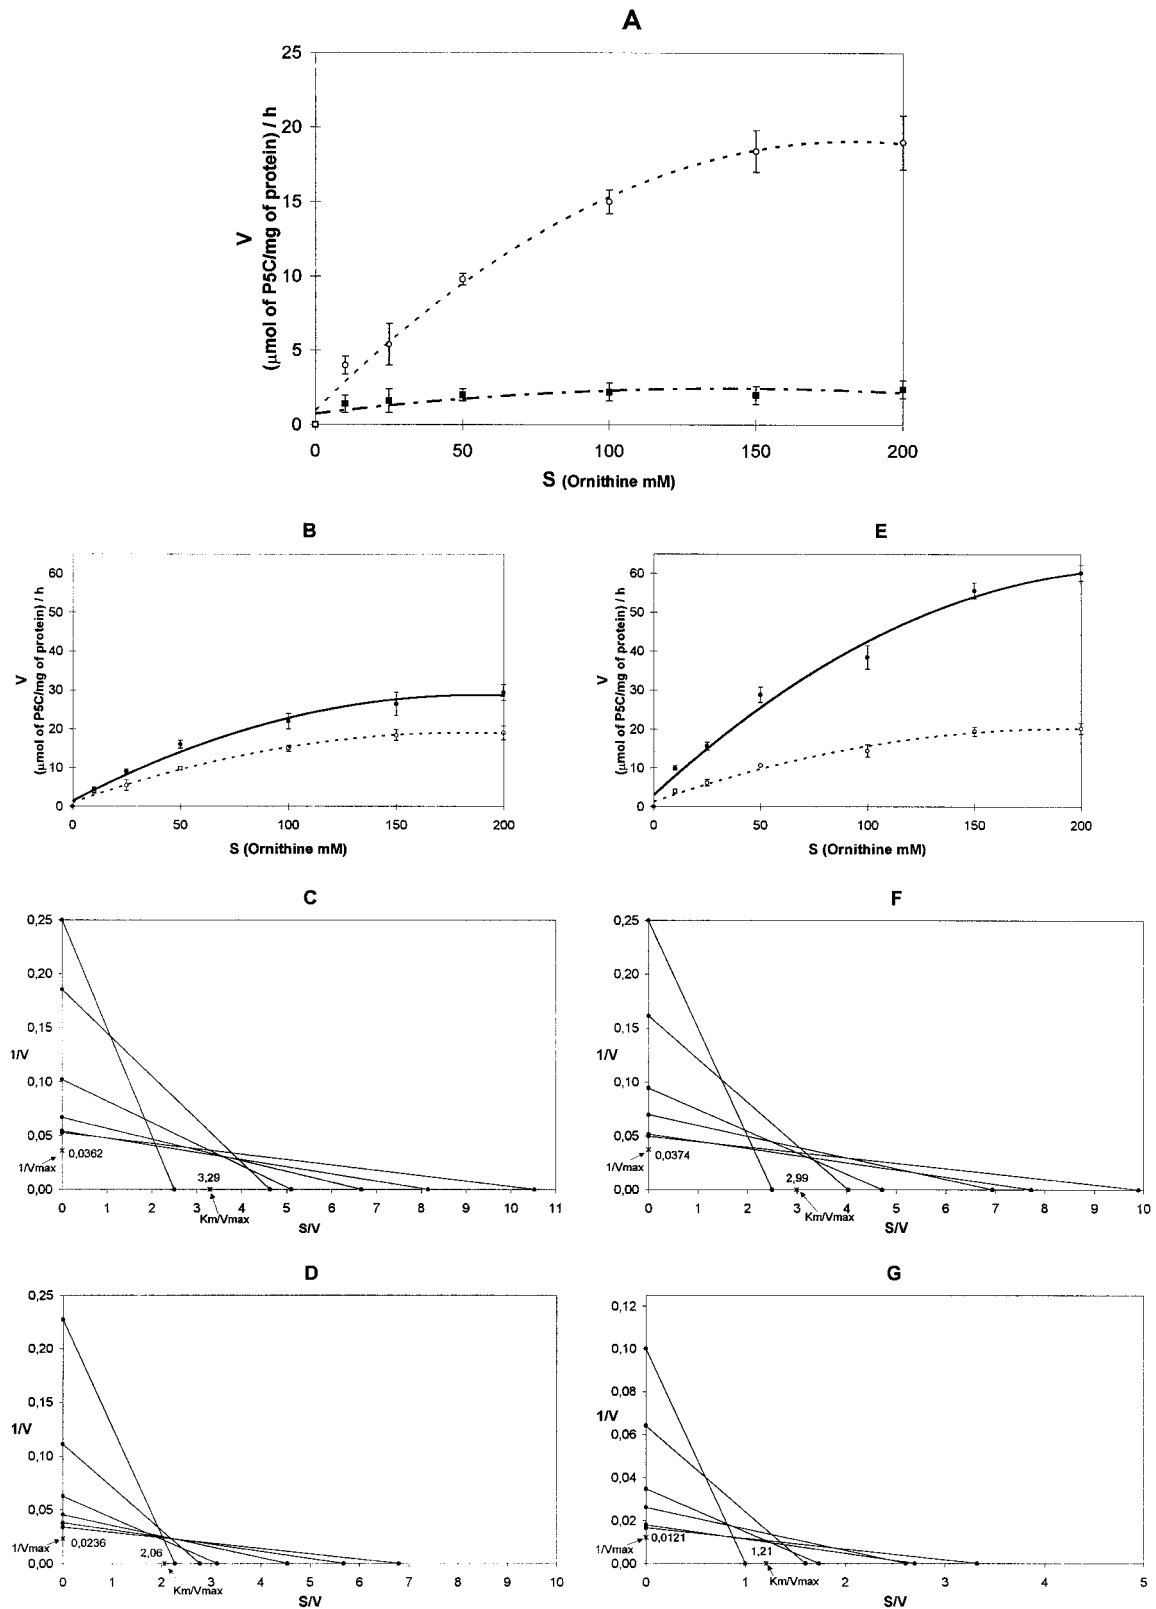 A
25
20
15
10
5
0
V
(μmol of P5C/mg of protein) / h
0 50 100 150 200
S (Ornithine mM)
B
60
50
40
30
20
10
0
V
(μmol of P5C/mg of protein) / h
0 50 100 150 200
S (Ornithine mM)
E
60
50
40
30
20
10
0
V
(μmol of P5C/mg of protein) / h
0 50 100 150 200
S (Ornithine mM)
C
0,25
0,20
0,15
1/V
0,10
0,05
0,0362
1/Vmax
0,00
3,29
0 1 2 3 4 5 6 7 8 9 10 11
Km/Vmax
S/V
F
0,25
0,20
0,15
1/V
0,10
0,05
0,0374
1/Vmax
0,00
2,99
0 1 2 3 4 5 6 7 8 9 10
Km/Vmax
S/V
D
0,25
0,20
0,15
1/V
0,10
0,05
0,0236
1/Vmax
0,00
2,06
0 1 2 3 4 5 6 7 8 9 10
Km/Vmax
S/V
G
0,12
0,10
0,08
1/V
0,06
0,04
0,02
0,0121
1/Vmax
0,00
1,21
0 1 2 3 4 5
Km/Vmax
S/V